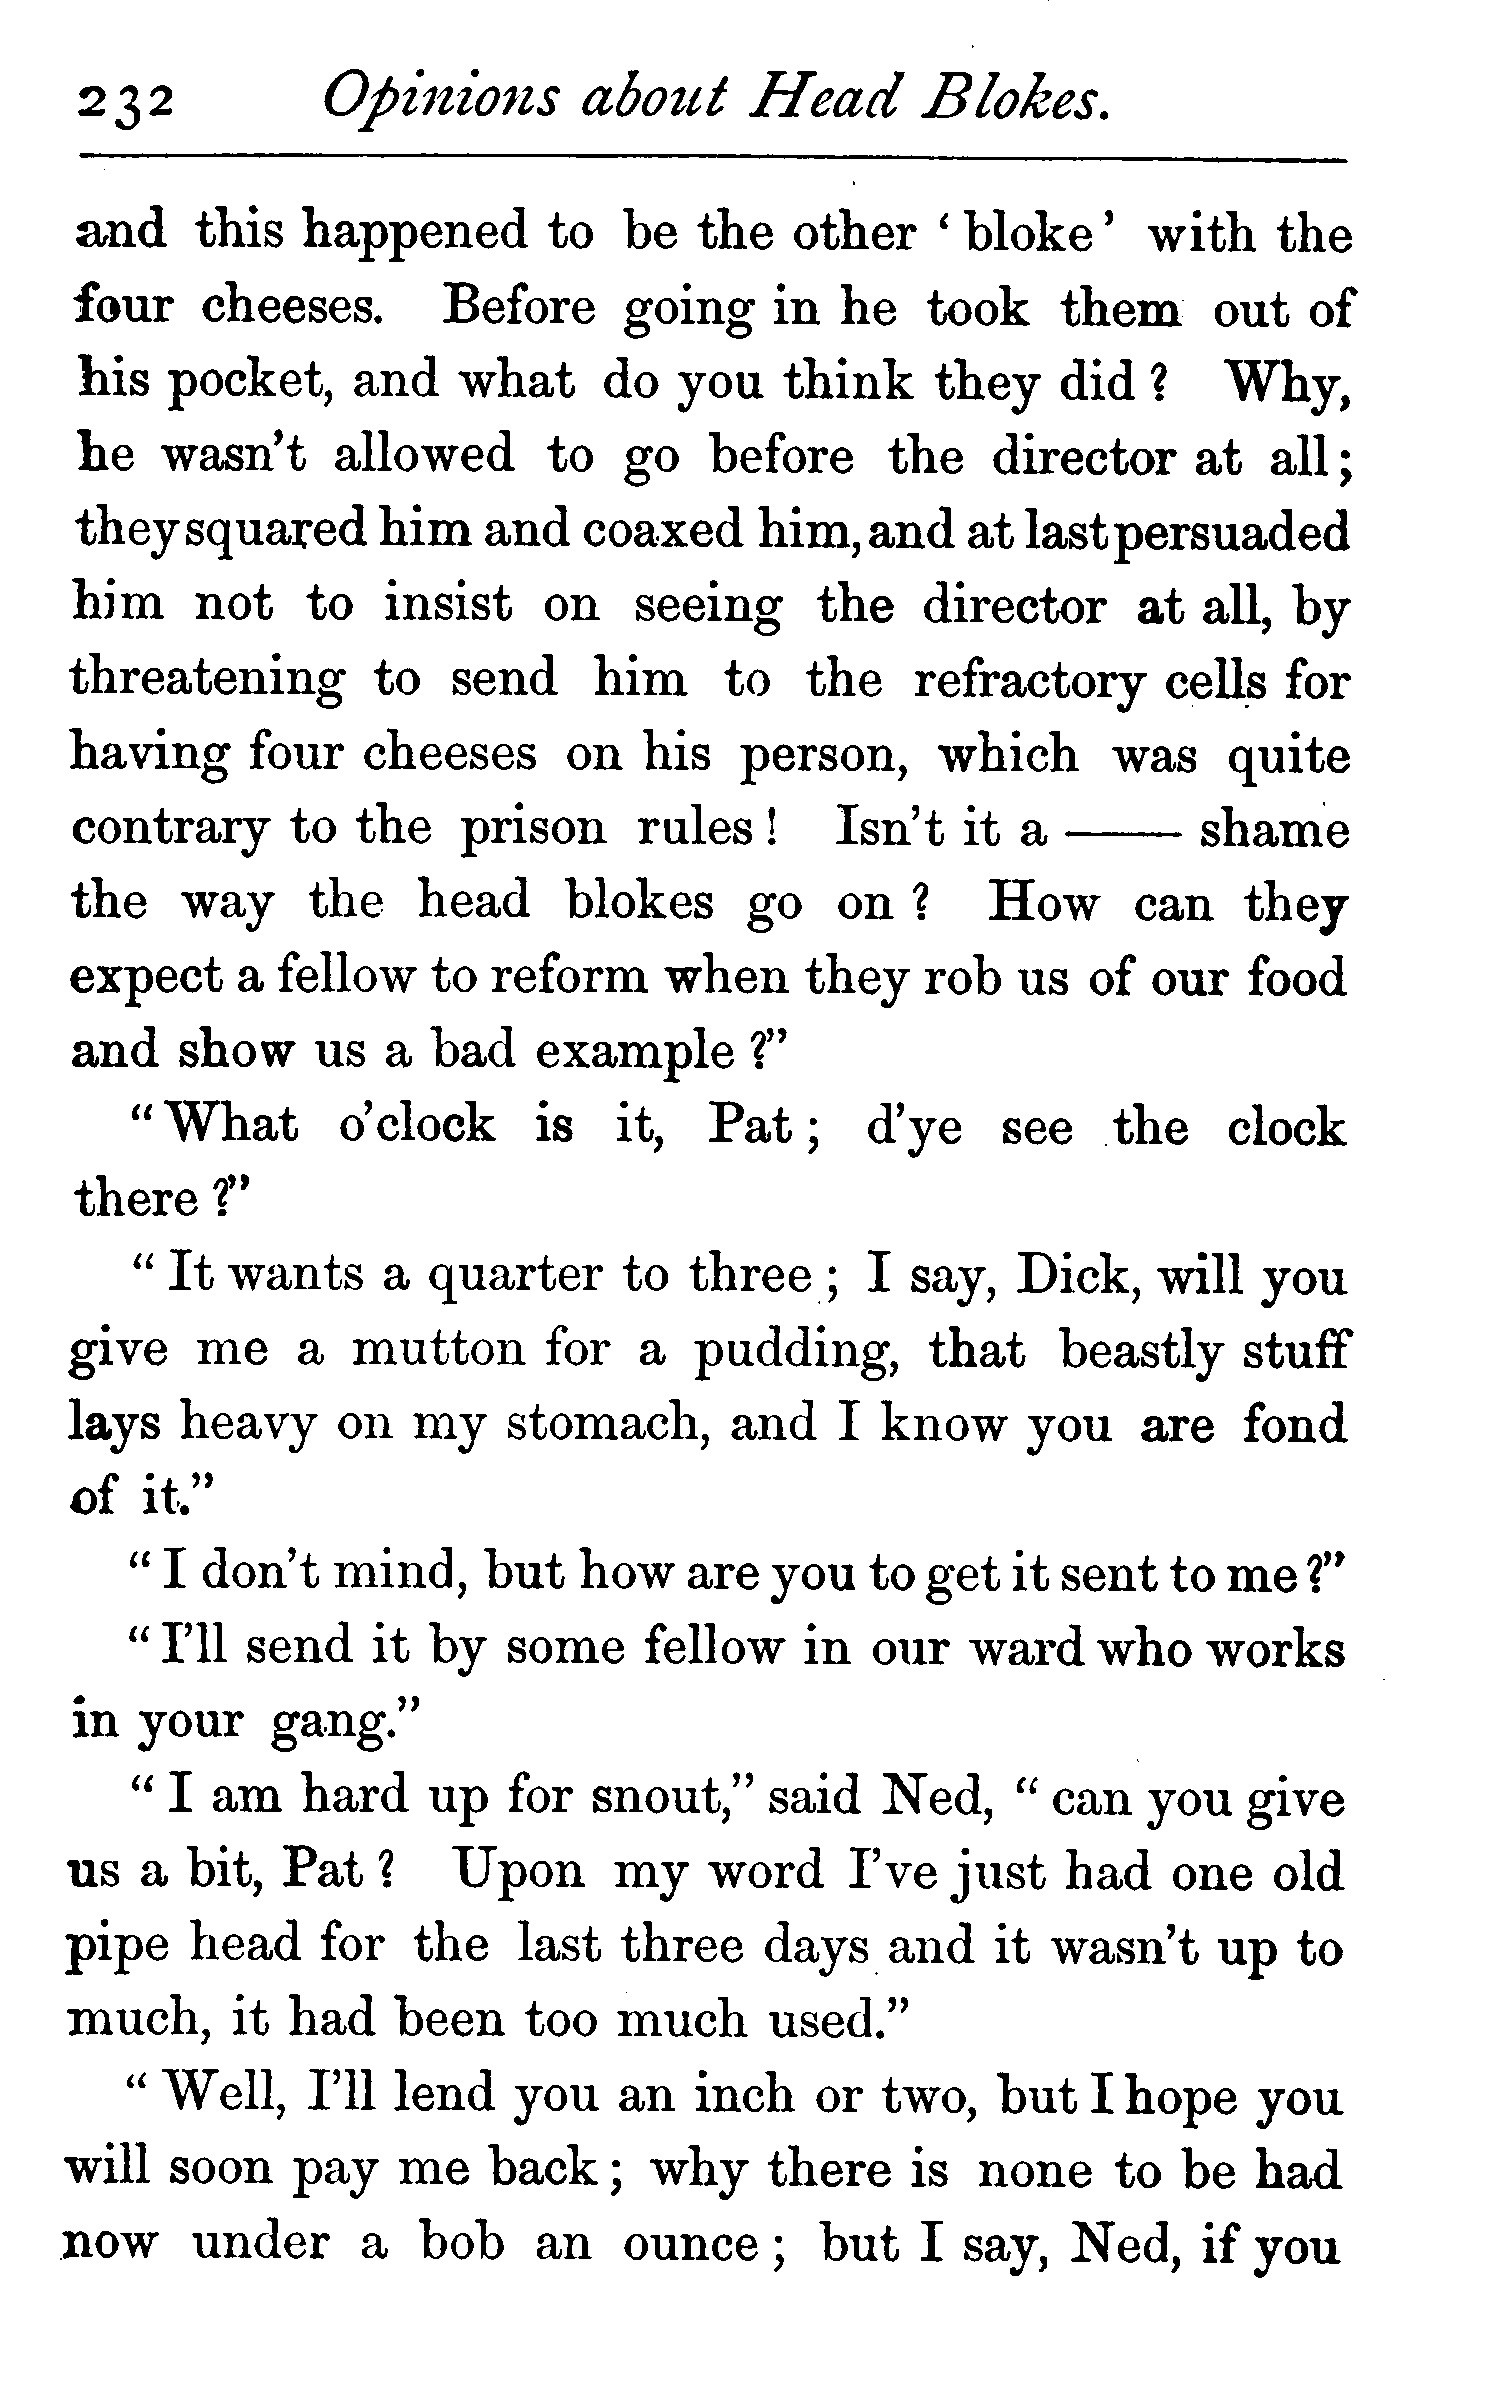 232 Opinions about Head Blokes.
and this happened to be the other ‘bloke’ with the
four cheeses. Before going in he took them out of
his pocket, and what do you think they did? Why,
he wasn't allowed to go before the director at all;
they squared him and coaxed him, and at last persuaded
him not to insist on seeing the director at all, by
threatening to send him to the refractory cells for
having four cheeses on his person, which was quite
contrary to the prison rules! Isn't it a —— shame
the way the head blokes go on? How can they
expect a fellow to reform when they rob us of our food
and show us a bad example?”
“What o'clock is it, Pat; d'ye see the clock
there?”
“It wants a quarter to three; I say, Dick, will you
give me a mutton for a pudding, that beastly stuff
lays heavy on my stomach, and I know you are fond
of it.”
“I don't mind, but how are you to get it sent to me?”
“I'll send it by some fellow in our ward who works
in your gang.”
“I am hard up for snout,” said Ned, “can you give
us a bit, Pat? Upon my word I've just had one old
pipe head for the last three days and it wasn't up to
much, it had been too much used.”
“Well, I'll lend you an inch or two, but I hope you
will soon pay me back; why there is none to be had
now under a bob an ounce; but I say, Ned, if you